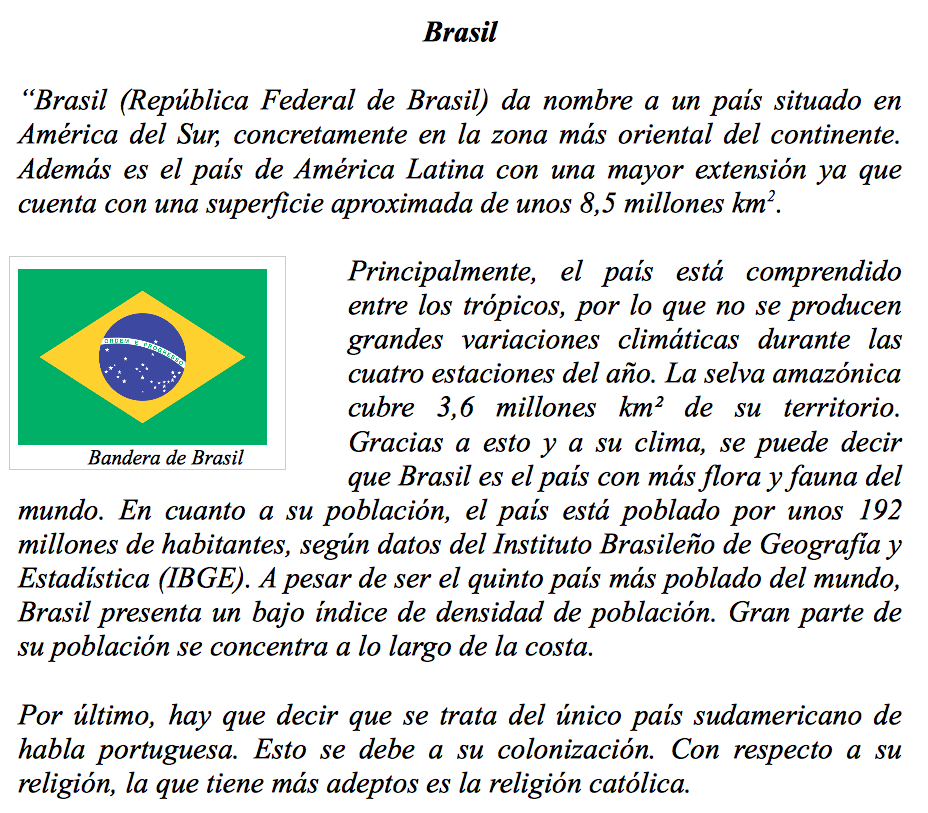 Brasil
“Brasil (República Federal de Brasil) da nombre a un país situado en
América del Sur, concretamente en la zona más oriental del continente.
Además es el país de América Latina con una mayor extensión ya que
cuenta con una superficie aproximada de unos 8,5 millones km².
ORDEM E PROGRESSO
Bandera de Brasil
Principalmente, el país está comprendido
entre los trópicos, por lo que no se producen
grandes variaciones climáticas durante las
cuatro estaciones del año. La selva amazónica
cubre 3,6 millones km² de su territorio.
Gracias a esto y a su clima, se puede decir
que Brasil es el país con más flora y fauna del
mundo. En cuanto a su población, el país está poblado por unos 192
millones de habitantes, según datos del Instituto Brasileño de Geografía y
Estadística (IBGE). A pesar de ser el quinto país más poblado del mundo,
Brasil presenta un bajo índice de densidad de población. Gran parte de
su población se concentra a lo largo de la costa.
Por último, hay que decir que se trata del único país sudamericano de
habla portuguesa. Esto se debe a su colonización. Con respecto a su
religión, la que tiene más adeptos es la religión católica.